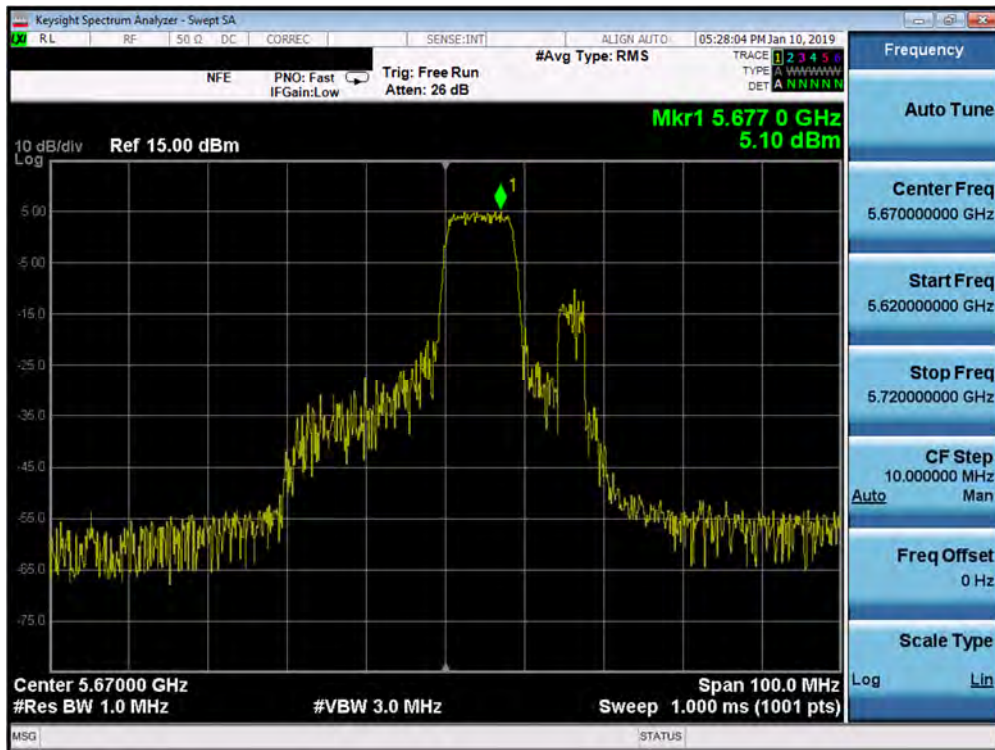 Keysight Spectrum Analyzer - Swept SA
LXI RL RF 50 Ω DC CORREC SENSE:INT ALIGN AUTO 05:28:04 PM Jan 10, 2019
NFE PNO: Fast Trig: Free Run #Avg Type: RMS TRACE 1 2 3 4 5 6
IFGain:Low Atten: 26 dB TYPE A WWWWW
DET A N N N N N
Mkr1 5.677 0 GHz
5.10 dBm
10 dB/div Ref 15.00 dBm
Log
1
5.00
-5.00
-15.0
-25.0
-35.0
-45.0
-55.0
-65.0
-75.0
Center 5.67000 GHz Span 100.0 MHz
#Res BW 1.0 MHz #VBW 3.0 MHz Sweep 1.000 ms (1001 pts)
MSG STATUS
Frequency
Auto Tune
Center Freq
5.670000000 GHz
Start Freq
5.620000000 GHz
Stop Freq
5.720000000 GHz
CF Step
10.000000 MHz
Auto Man
Freq Offset
0 Hz
Scale Type
Log Lin